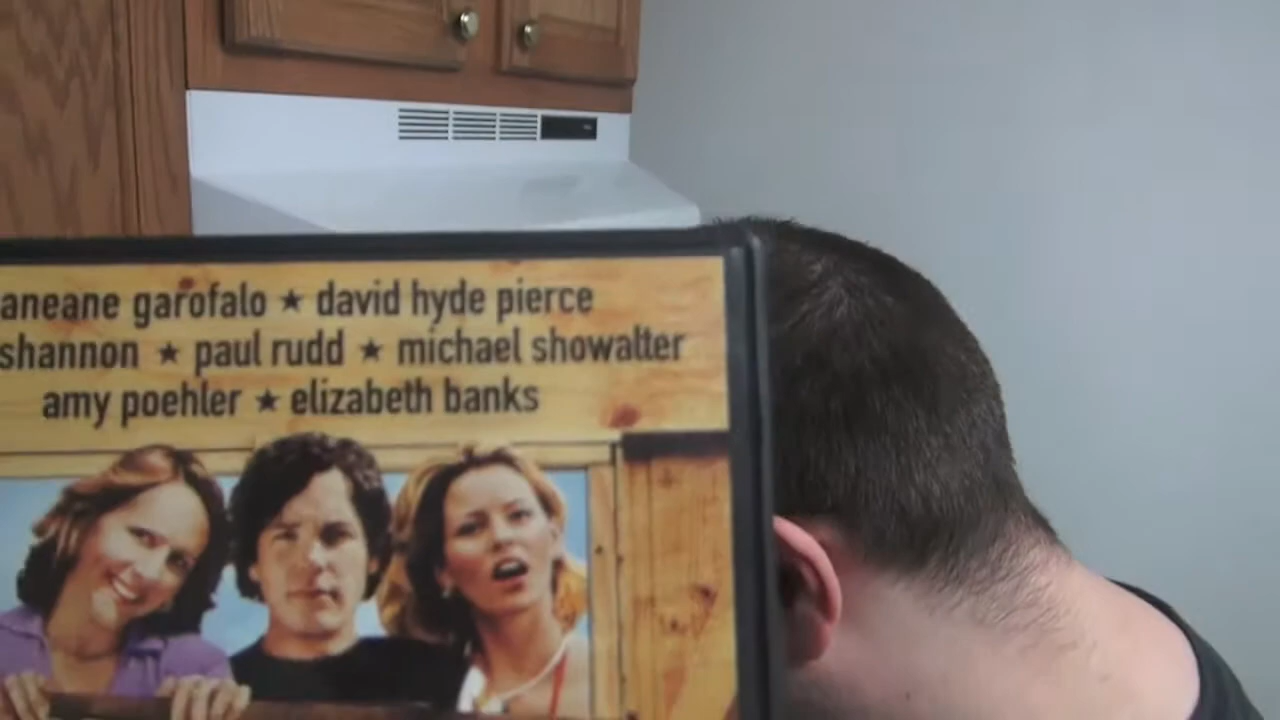 aneane garofalo ★ david hyde pierce
shannon ★ paul rudd ★ michael showalter
amy poehler ★ elizabeth banks